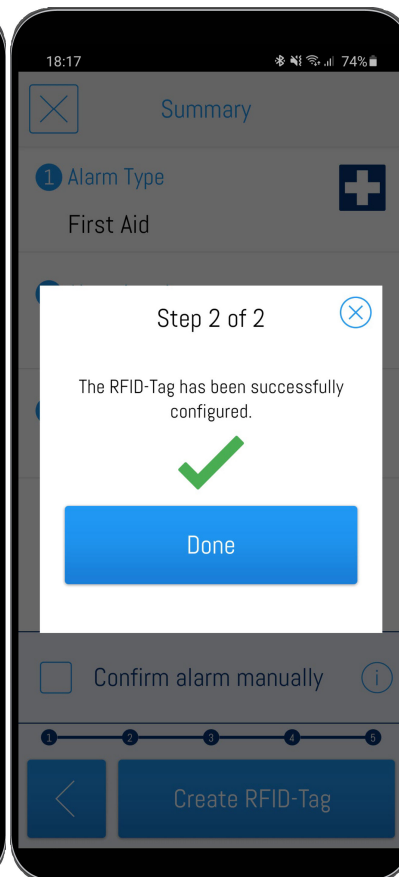 18:17
74%
Summary
1 Alarm Type
First Aid
Step 2 of 2
The RFID-Tag has been successfully
configured.
Done
Confirm alarm manually i
1 2 3 4 5
Create RFID-Tag